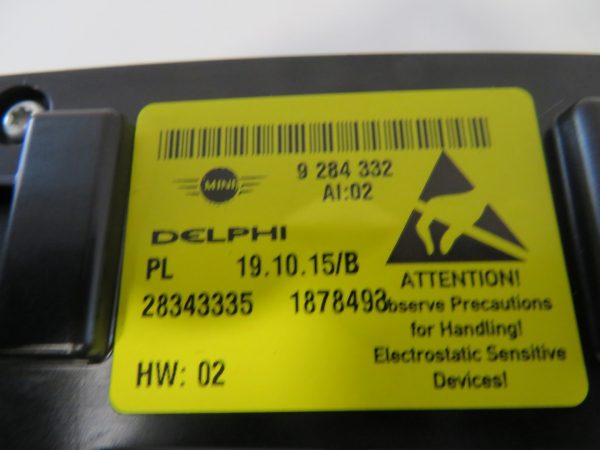 9 284 332
MINI
AI:02
DELPHI
PL 19.10.15/B
28343335 1878493
HW: 02
ATTENTION!
Observe Precautions
for Handling!
Electrostatic Sensitive
Devices!